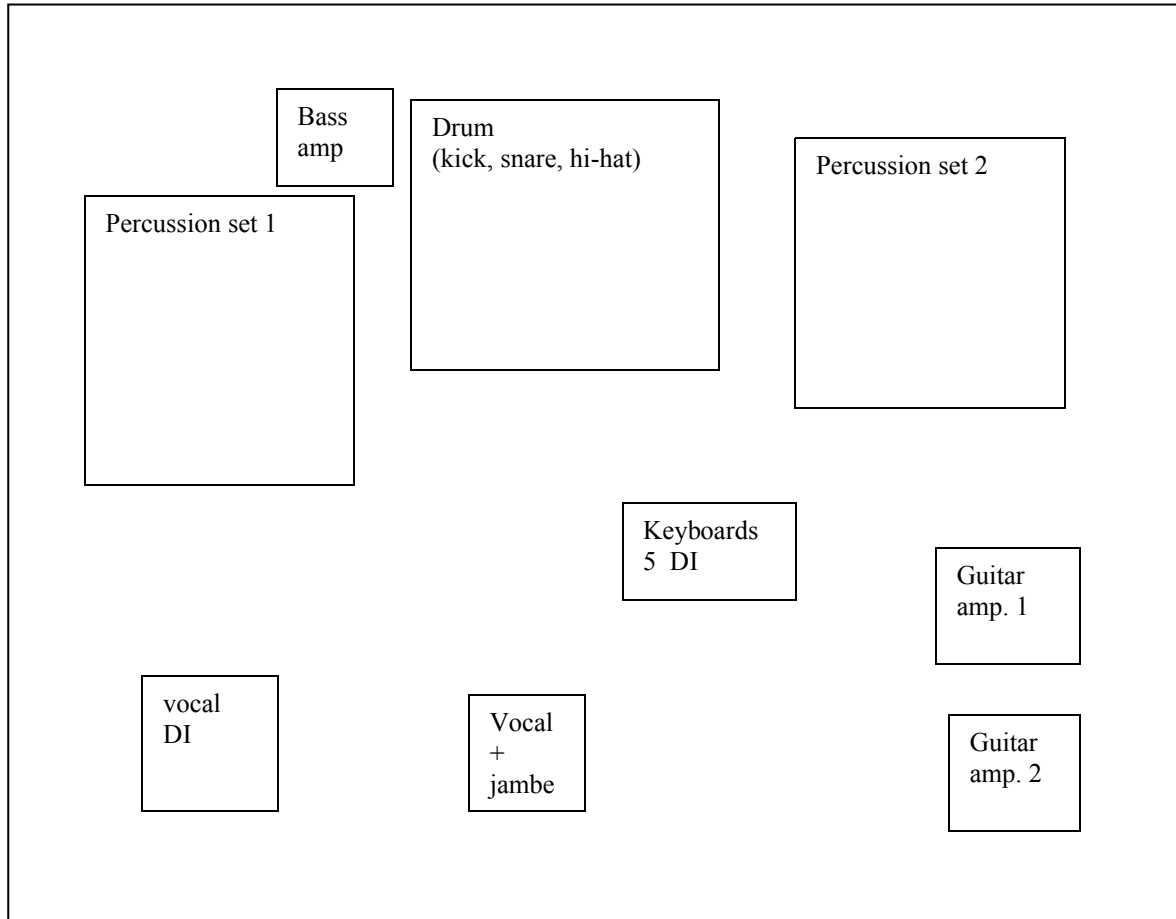 Bass
amp
Drum
(kick, snare, hi-hat)
Percussion set 2
Percussion set 1
Keyboards
5 DI
Guitar
amp. 1
vocal
DI
Vocal
+
jambe
Guitar
amp. 2